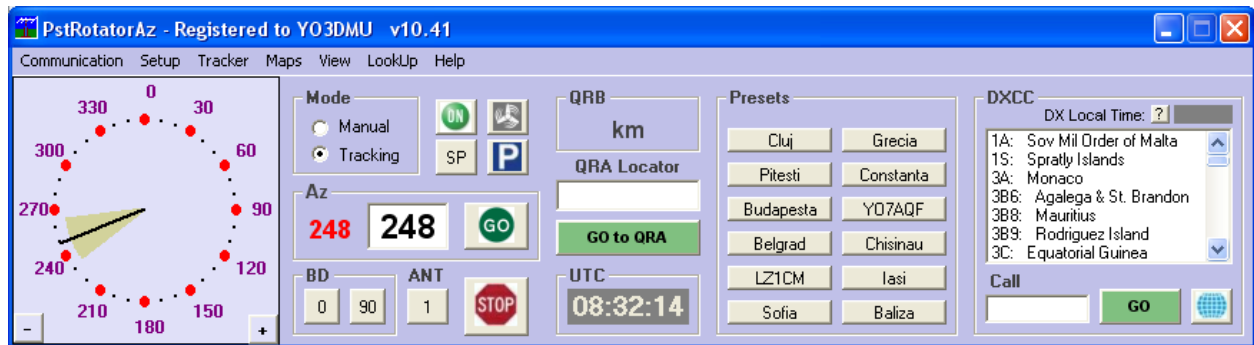 PstRotatorAz - Registered to YO3DMU v10.41
Communication Setup Tracker Maps View LookUp Help
0
330
30
300
60
270
90
240
120
210
150
180
-
+
Mode
Manual
Tracking
ON
SP
P
Az
248
248
GO
BD
0
90
ANT
1
STOP
QRB
km
QRA Locator
GO to QRA
UTC
08:32:14
Presets
Cluj
Grecia
Pitesti
Constanta
Budapesta
YO7AQF
Belgrad
Chisinau
LZ1CM
Iasi
Sofia
Baliza
DXCC
DX Local Time: ?
1A: Sov Mil Order of Malta
1S: Spratly Islands
3A: Monaco
3B6: Agalega & St. Brandon
3B8: Mauritius
3B9: Rodriguez Island
3C: Equatorial Guinea
Call
GO